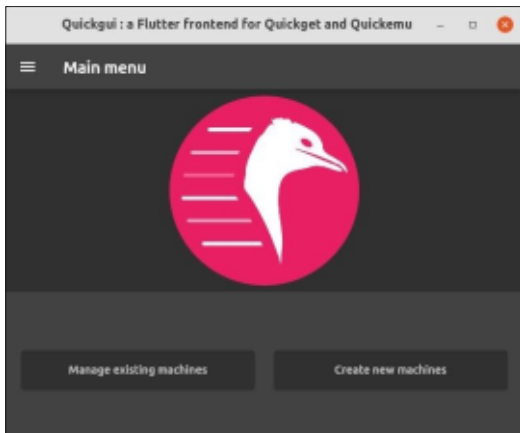 Quickgui : a Flutter frontend for Quickget and Quickemu
Main menu
Manage existing machines
Create new machines